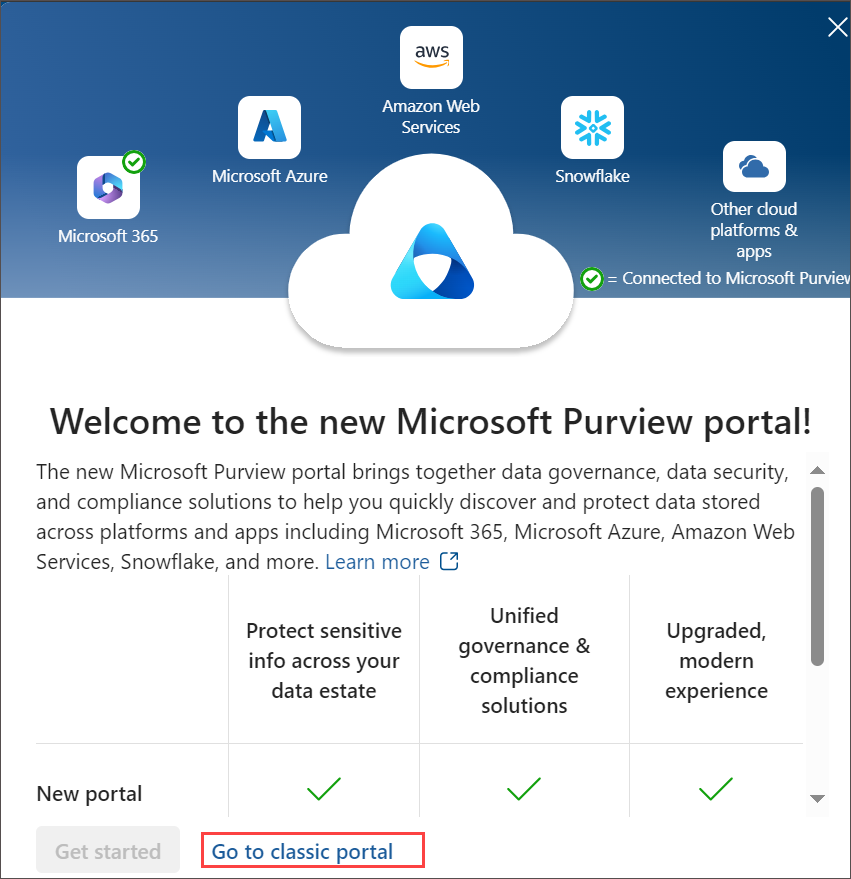 aws
Amazon Web
Services
Microsoft Azure
Snowflake
Microsoft 365
Other cloud
platforms &
apps
= Connected to Microsoft Purview
Welcome to the new Microsoft Purview portal!
The new Microsoft Purview portal brings together data governance, data security,
and compliance solutions to help you quickly discover and protect data stored
across platforms and apps including Microsoft 365, Microsoft Azure, Amazon Web
Services, Snowflake, and more. Learn more
Protect sensitive
info across your
data estate
Unified
governance &
compliance
solutions
Upgraded,
modern
experience
New portal
Get started
Go to classic portal